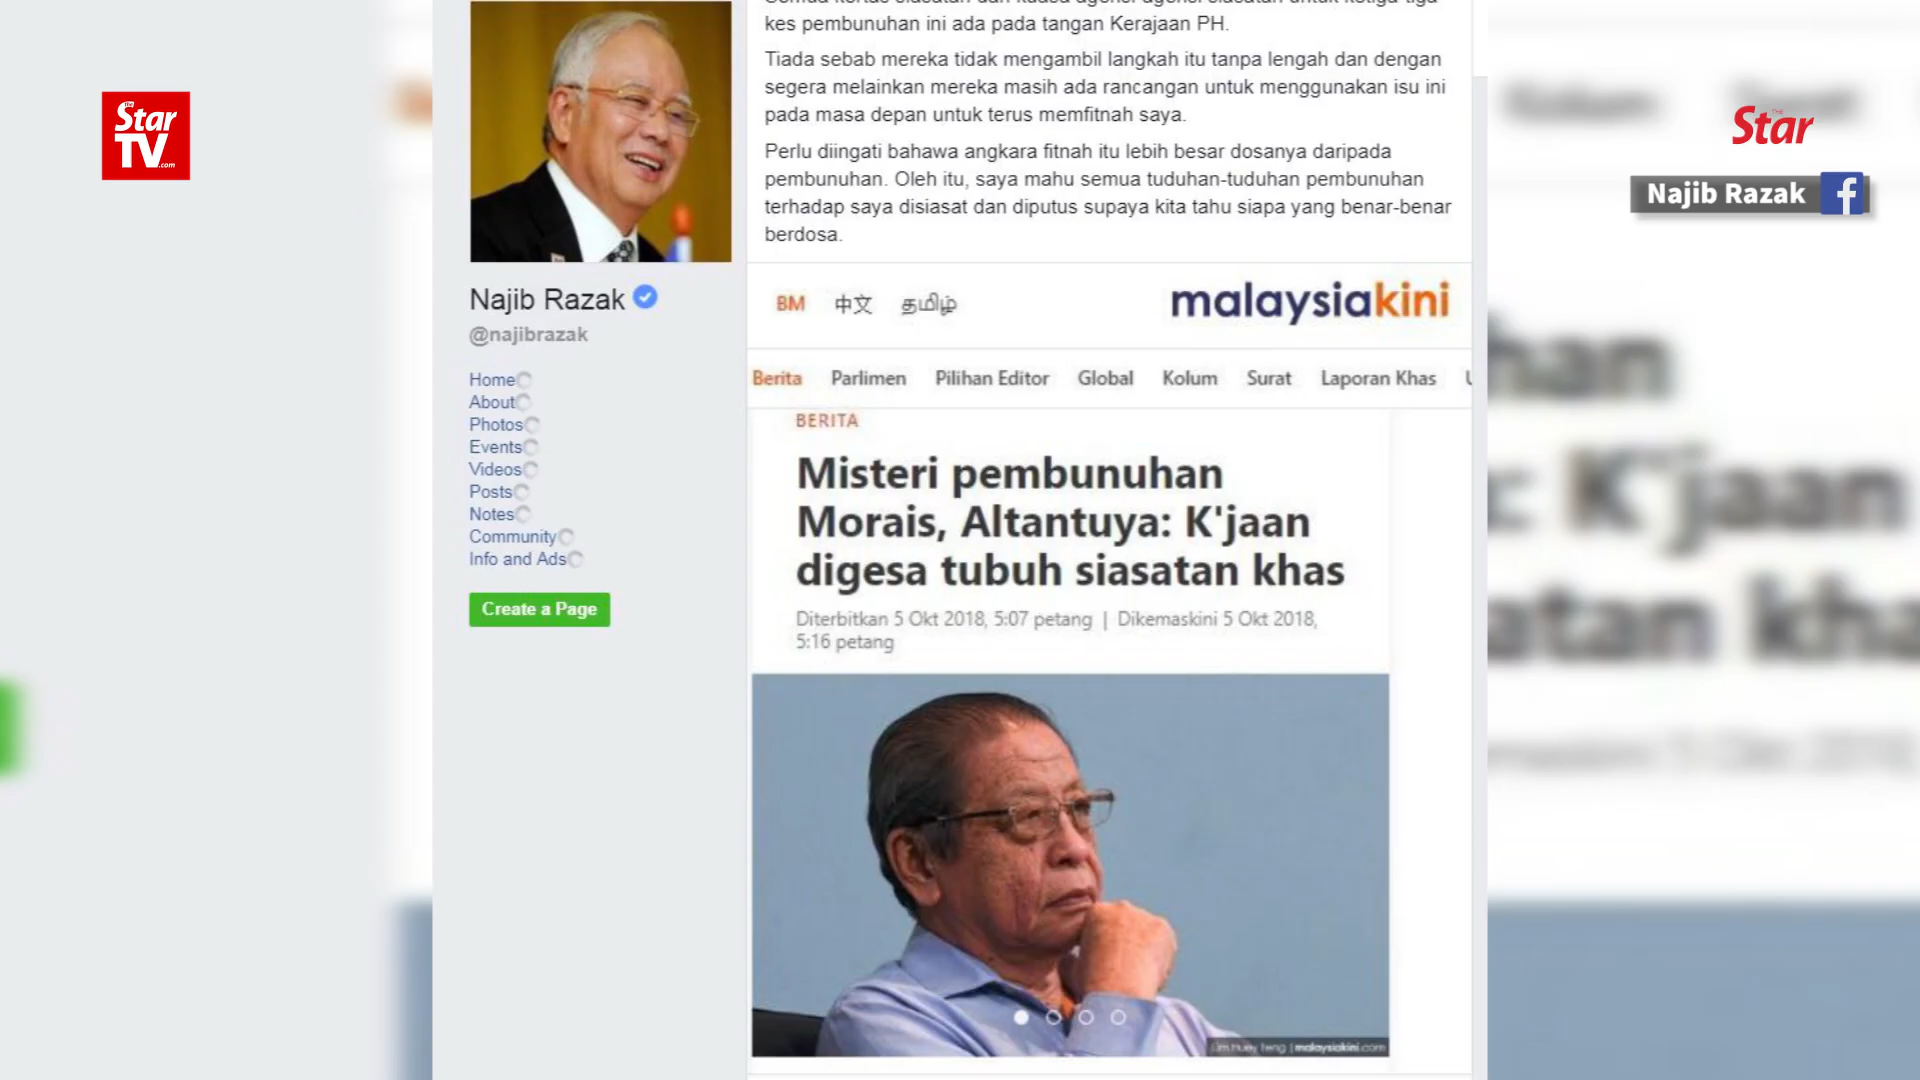 kes pembunuhan ini ada pada tangan Kerajaan PH.
Tiada sebab mereka tidak mengambil langkah itu tanpa lengah dan dengan
segera melainkan mereka masih ada rancangan untuk menggunakan isu ini
pada masa depan untuk terus memfitnah saya.
Perlu diingati bahawa angkara fitnah itu lebih besar dosanya daripada
pembunuhan. Oleh itu, saya mahu semua tuduhan-tuduhan pembunuhan
terhadap saya disiasat dan diputus supaya kita tahu siapa yang benar-benar
berdosa.
The Star
TV.com
THE Star
Najib Razak f
Najib Razak
@najibrazak
Home
About
Photos
Events
Videos
Posts
Notes
Community
Info and Ads
Create a Page
BM 中文 தமிழ் malaysiakini
Berita Parlimen Pilihan Editor Global Kolum Surat Laporan Khas
BERITA
Misteri pembunuhan
Morais, Altantuya: K'jaan
digesa tubuh siasatan khas
Diterbitkan 5 Okt 2018, 5:07 petang | Dikemaskini 5 Okt 2018,
5:16 petang
malaysiakini.com